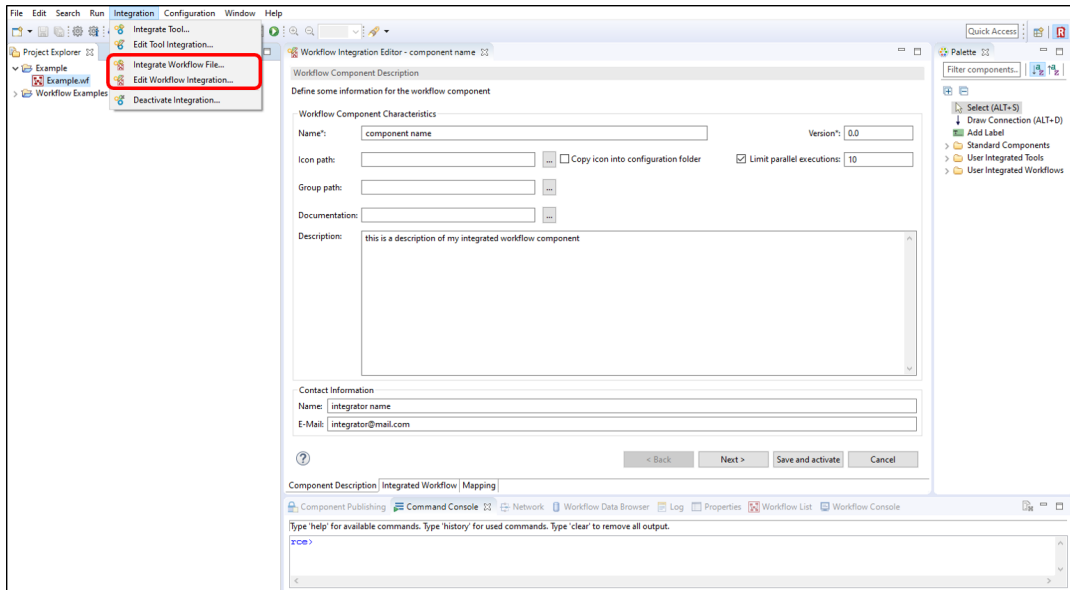 File Edit Search Run Integration Configuration Window Help
Quick Access
Integrate Tool...
Edit Tool Integration...
Integrate Workflow File...
Edit Workflow Integration...
Deactivate Integration...
Project Explorer
Example
Example.wf
Workflow Examples
Workflow Integration Editor - component name
Workflow Component Description
Define some information for the workflow component
Workflow Component Characteristics
Name*: component name Version*: 0.0
Icon path: ... Copy icon into configuration folder Limit parallel executions: 10
Group path: ...
Documentation: ...
Description: this is a description of my integrated workflow component
Contact Information
Name: integrator name
E-Mail: integrator@mail.com
< Back Next > Save and activate Cancel
Component Description Integrated Workflow Mapping
Palette
Filter components..
Select (ALT+S)
Draw Connection (ALT+D)
Add Label
Standard Components
User Integrated Tools
User Integrated Workflows
Component Publishing Command Console Network Workflow Data Browser Log Properties Workflow List Workflow Console
Type 'help' for available commands. Type 'history' for used commands. Type 'clear' to remove all output.
rce>